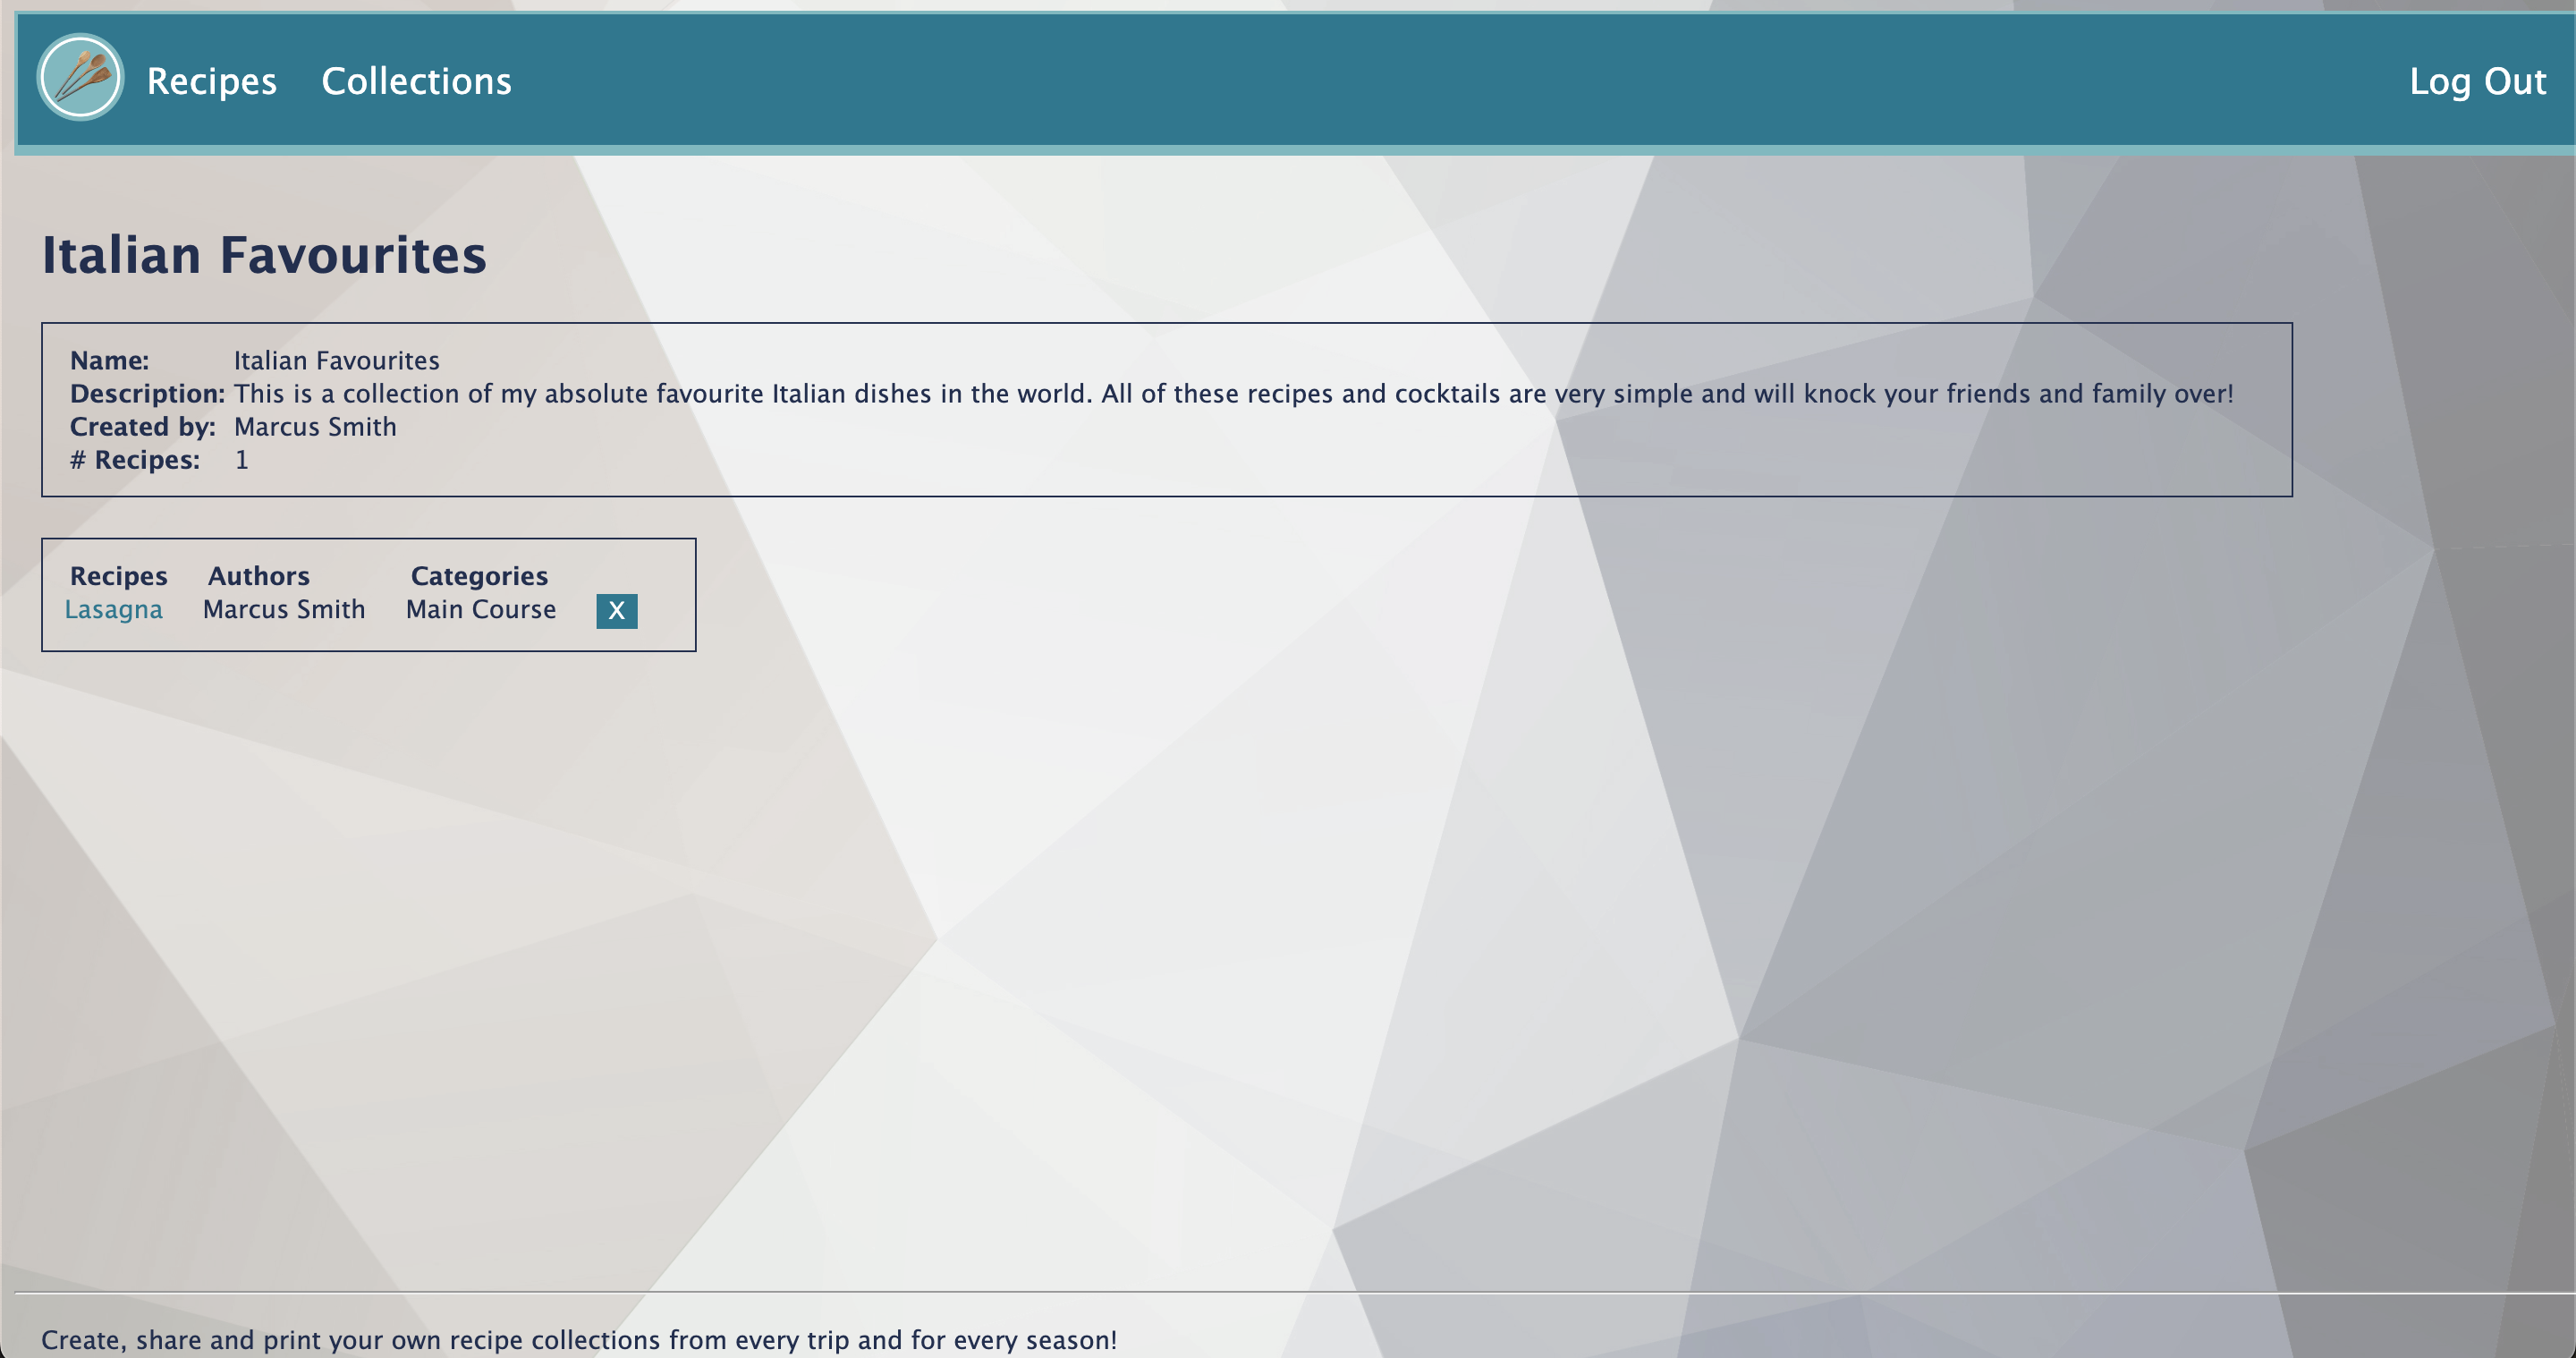 Recipes Collections Log Out
Italian Favourites
Name: Italian Favourites
Description: This is a collection of my absolute favourite Italian dishes in the world. All of these recipes and cocktails are very simple and will knock your friends and family over!
Created by: Marcus Smith
# Recipes: 1
Recipes Authors Categories
Lasagna Marcus Smith Main Course X
Create, share and print your own recipe collections from every trip and for every season!